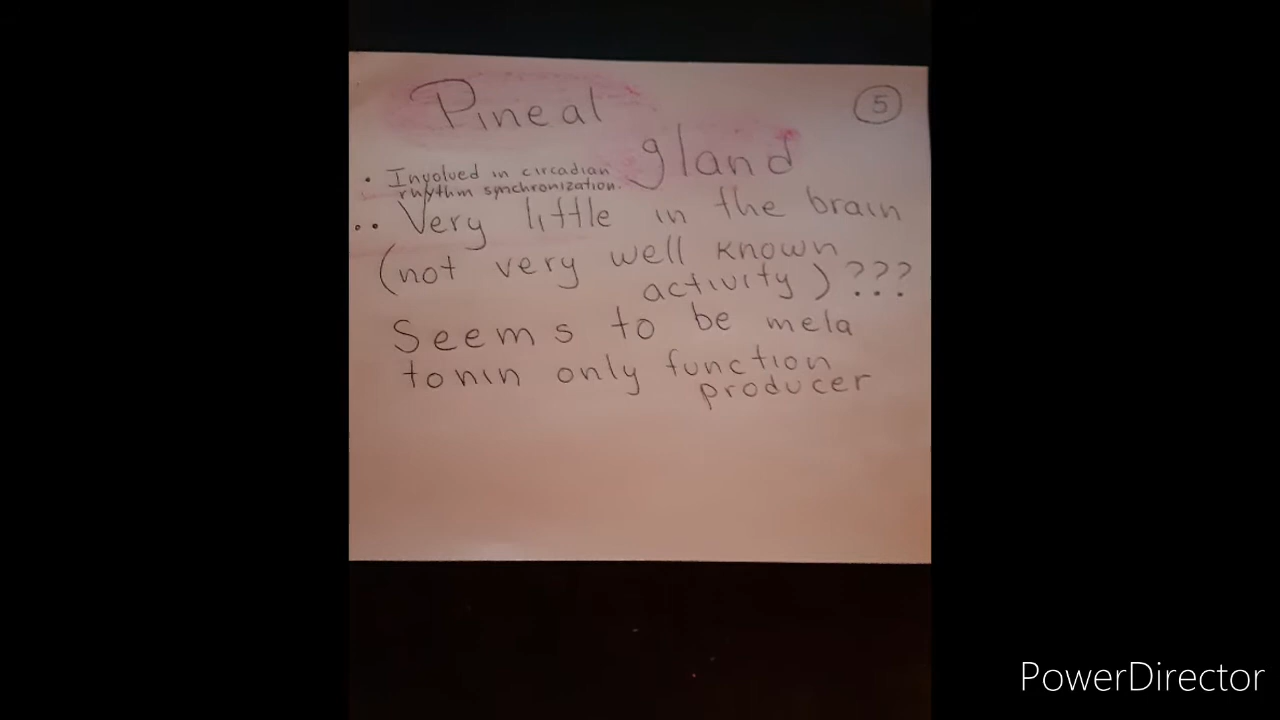 Pineal
gland
5
• Involved in circadian
rhythm synchronization.
.. Very little in the brain
(not very well known
activity) ???
Seems to be mela
tonin only function
producer
PowerDirector